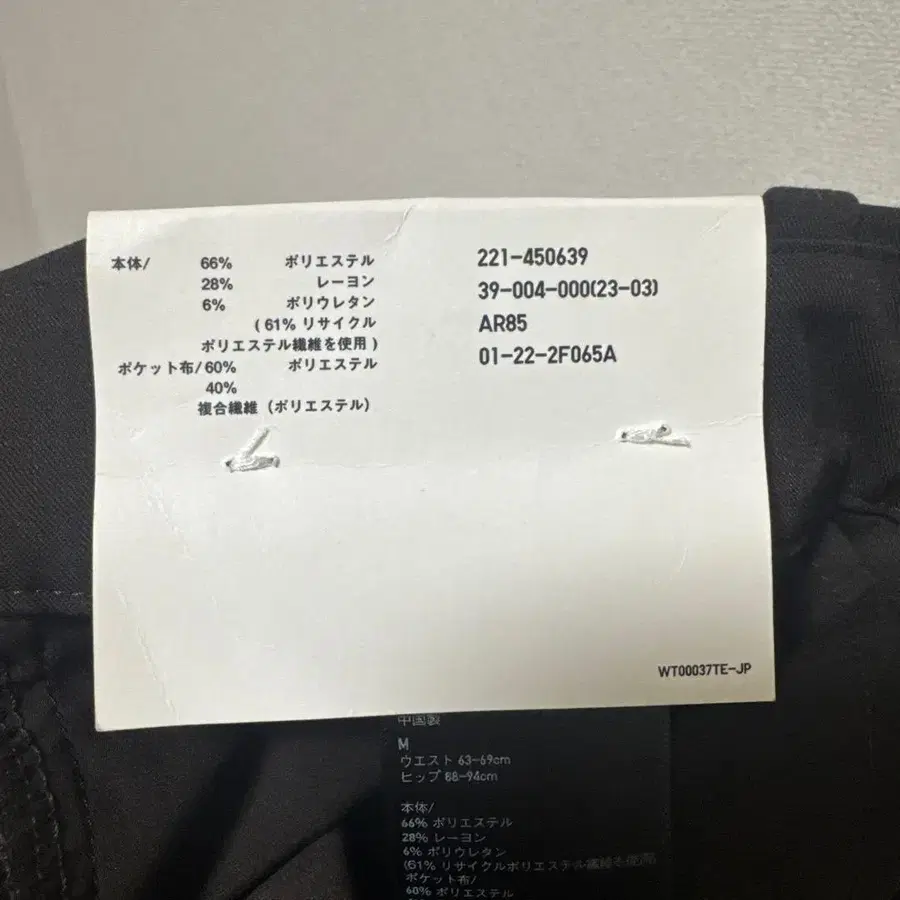 本体/ 66% ポリエステル
28% レーヨン
6% ポリウレタン
( 61% リサイクル
ポリエステル繊維を使用 )
ポケット布/ 60% ポリエステル
40%
複合繊維 (ポリエステル)
221-450639
39-004-000(23-03)
AR85
01-22-2F065A
WT00037TE-JP
中国製
M
ウエスト 63-69cm
ヒップ 88-94cm
本体/
66% ポリエステル
28% レーヨン
6% ポリウレタン
(61% リサイクルポリエステル繊維を使用
ポケット布/
60% ポリエステル